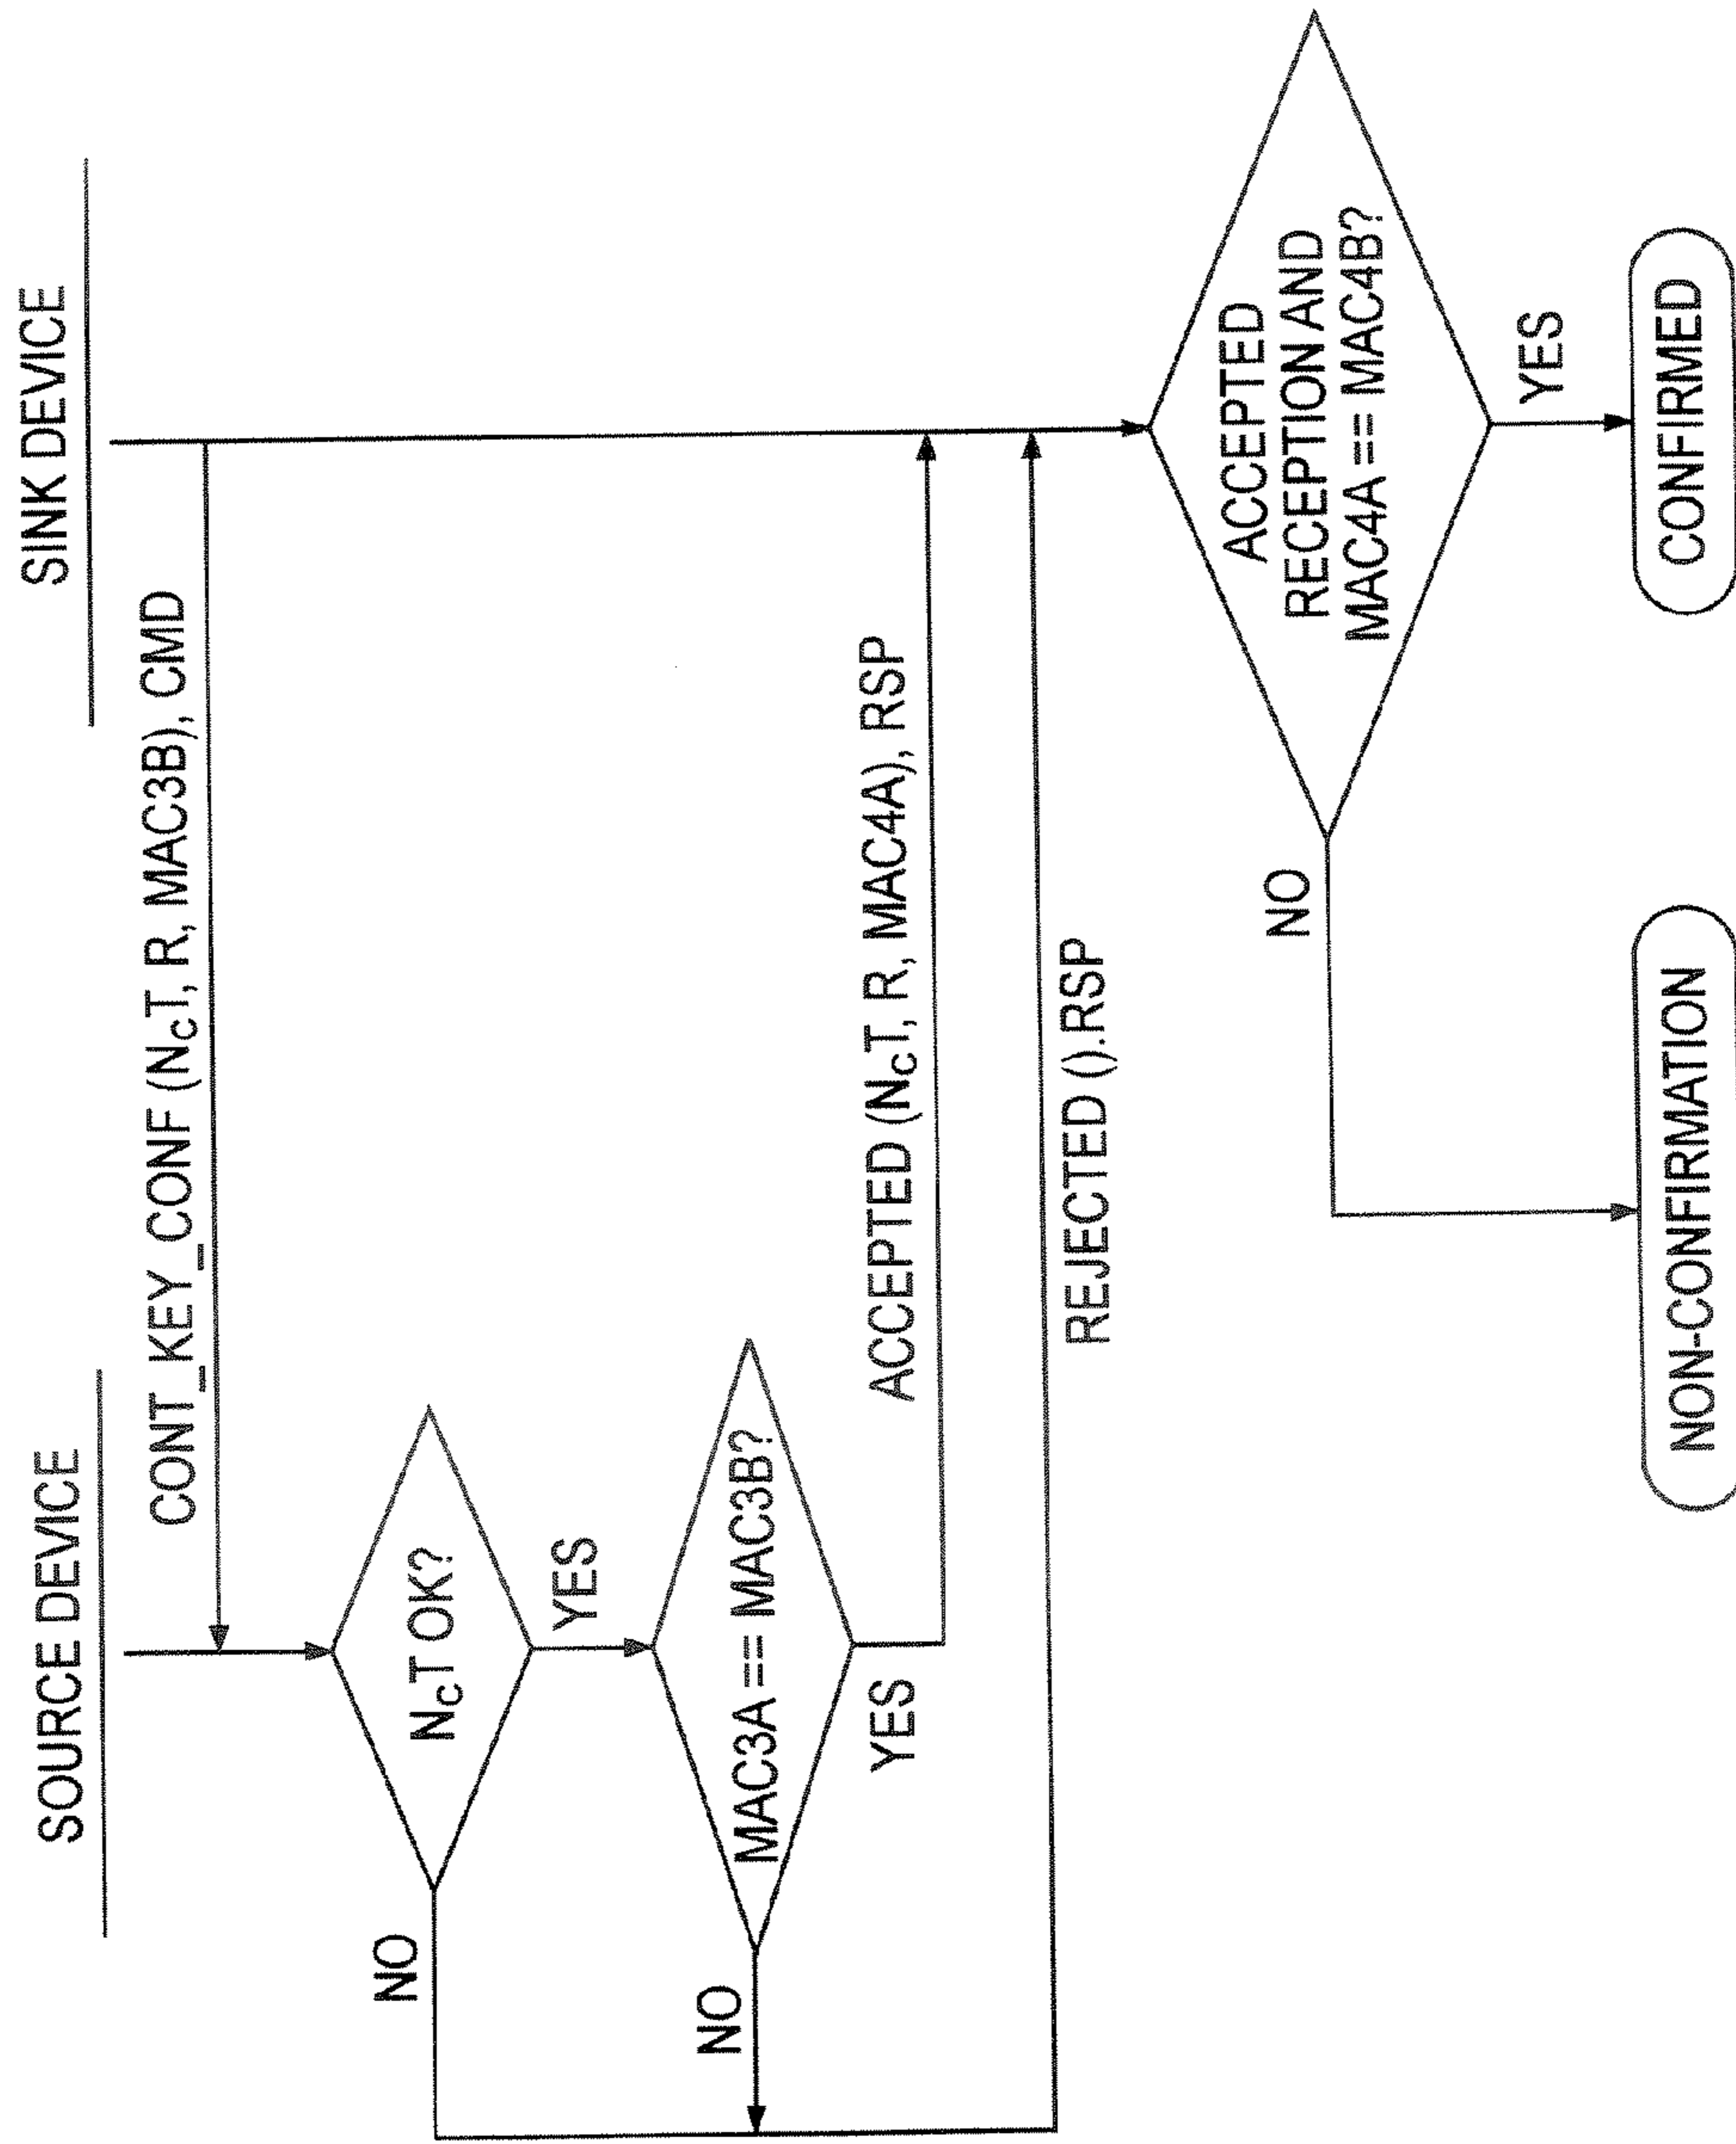 SOURCE DEVICE
SINK DEVICE
CONT_KEY_CONF (NcT, R, MAC3B), CMD
NcT OK?
NO
YES
MAC3A == MAC3B?
NO
YES
ACCEPTED (NcT, R, MAC4A), RSP
REJECTED ().RSP
ACCEPTED
RECEPTION AND
MAC4A == MAC4B?
NO
YES
NON-CONFIRMATION
CONFIRMED